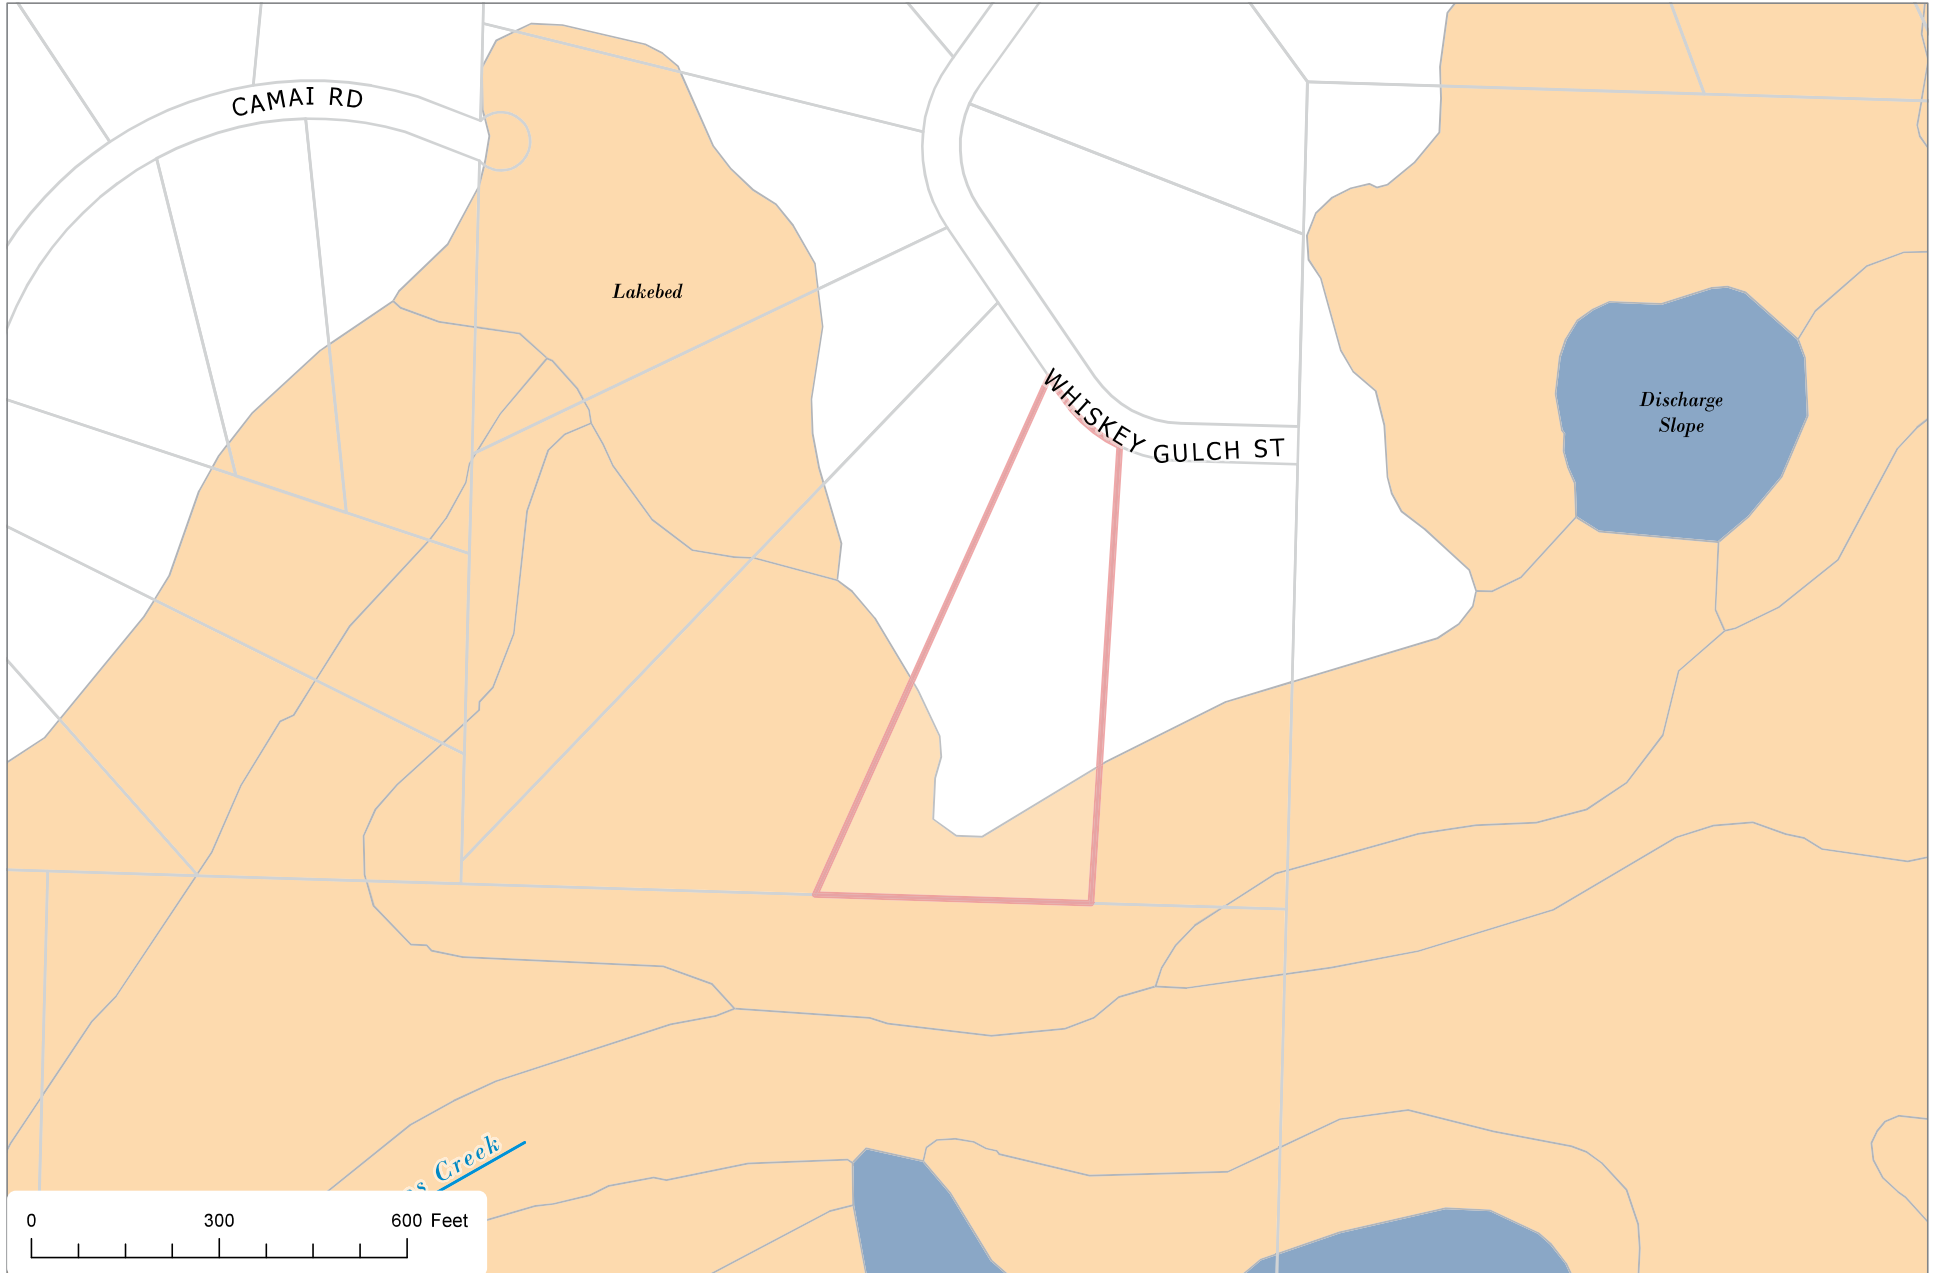 CAMAI RD
Lakebed
Discharge
Slope
WHISKEY GULCH ST
Creek
0 300 600 Feet